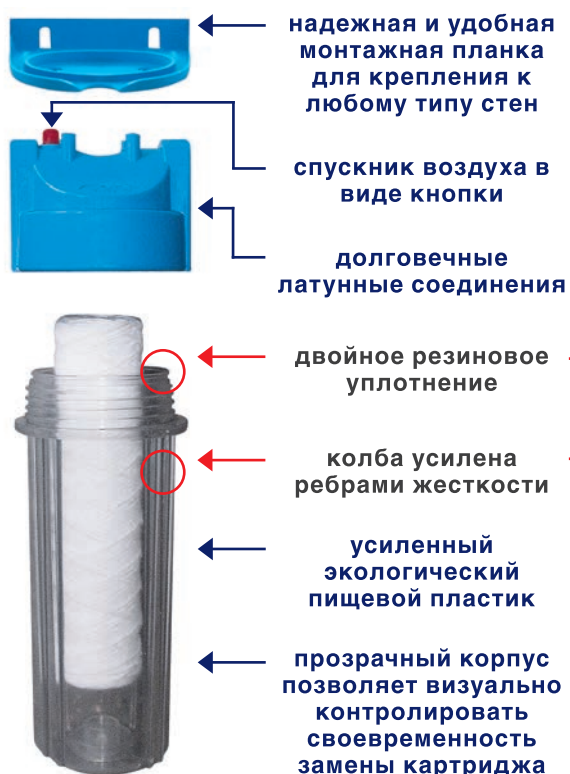 надежная и удобная
монтажная планка
для крепления к
любому типу стен
спускник воздуха в
виде кнопки
долговечные
латунные соединения
двойное резиновое
уплотнение
колба усилена
ребрами жесткости
усиленный
экологический
пищевой пластик
прозрачный корпус
позволяет визуально
контролировать
своевременность
замены картриджа